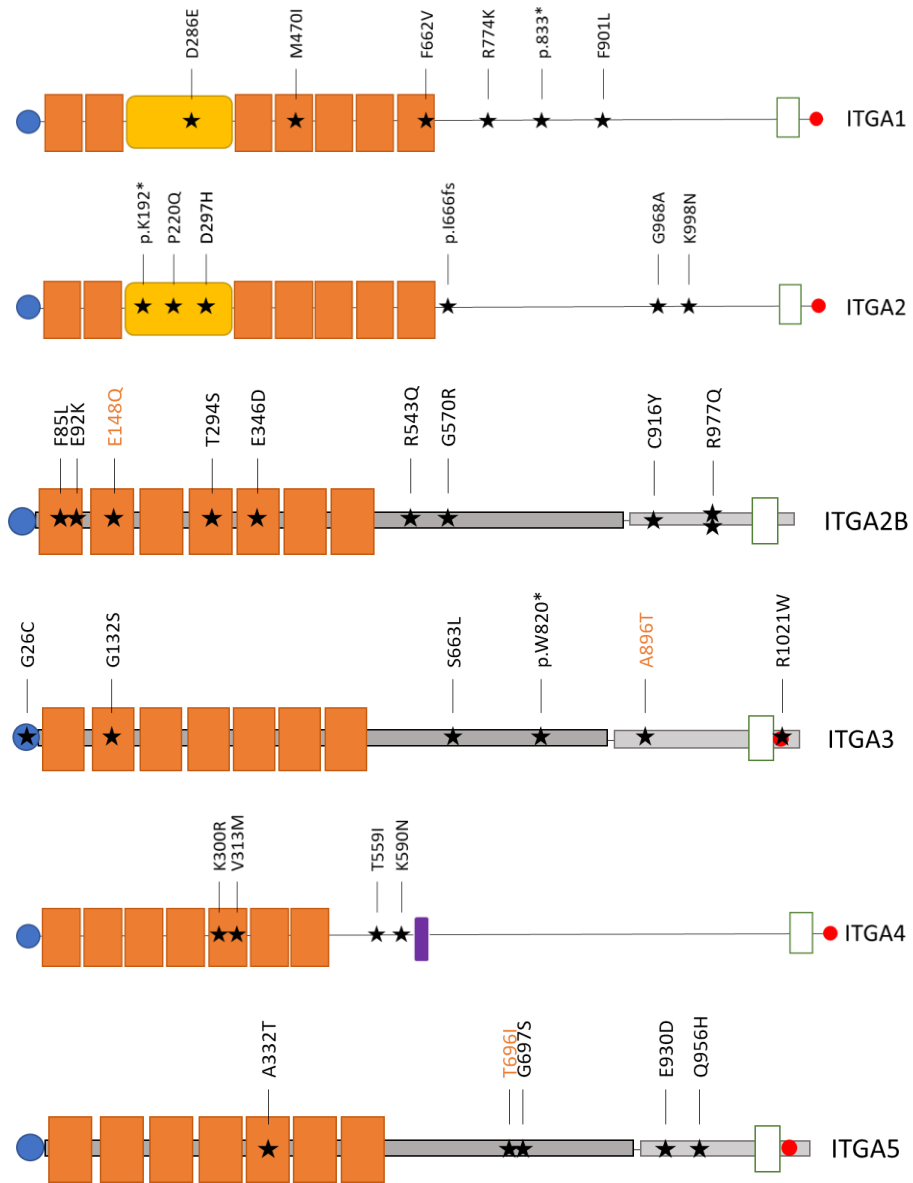 D286E M470I F662V R774K p.833* F901L
ITGA1
p.K192* P220Q D297H p.I666fs G968A K998N
ITGA2
F85L E92K E148Q T294S E346D R543Q G570R C916Y R977Q
ITGA2B
G26C G132S S663L p.W820* A896T R1021W
ITGA3
K300R V313M T559I K590N
ITGA4
A332T T696I G697S E930D Q956H
ITGA5